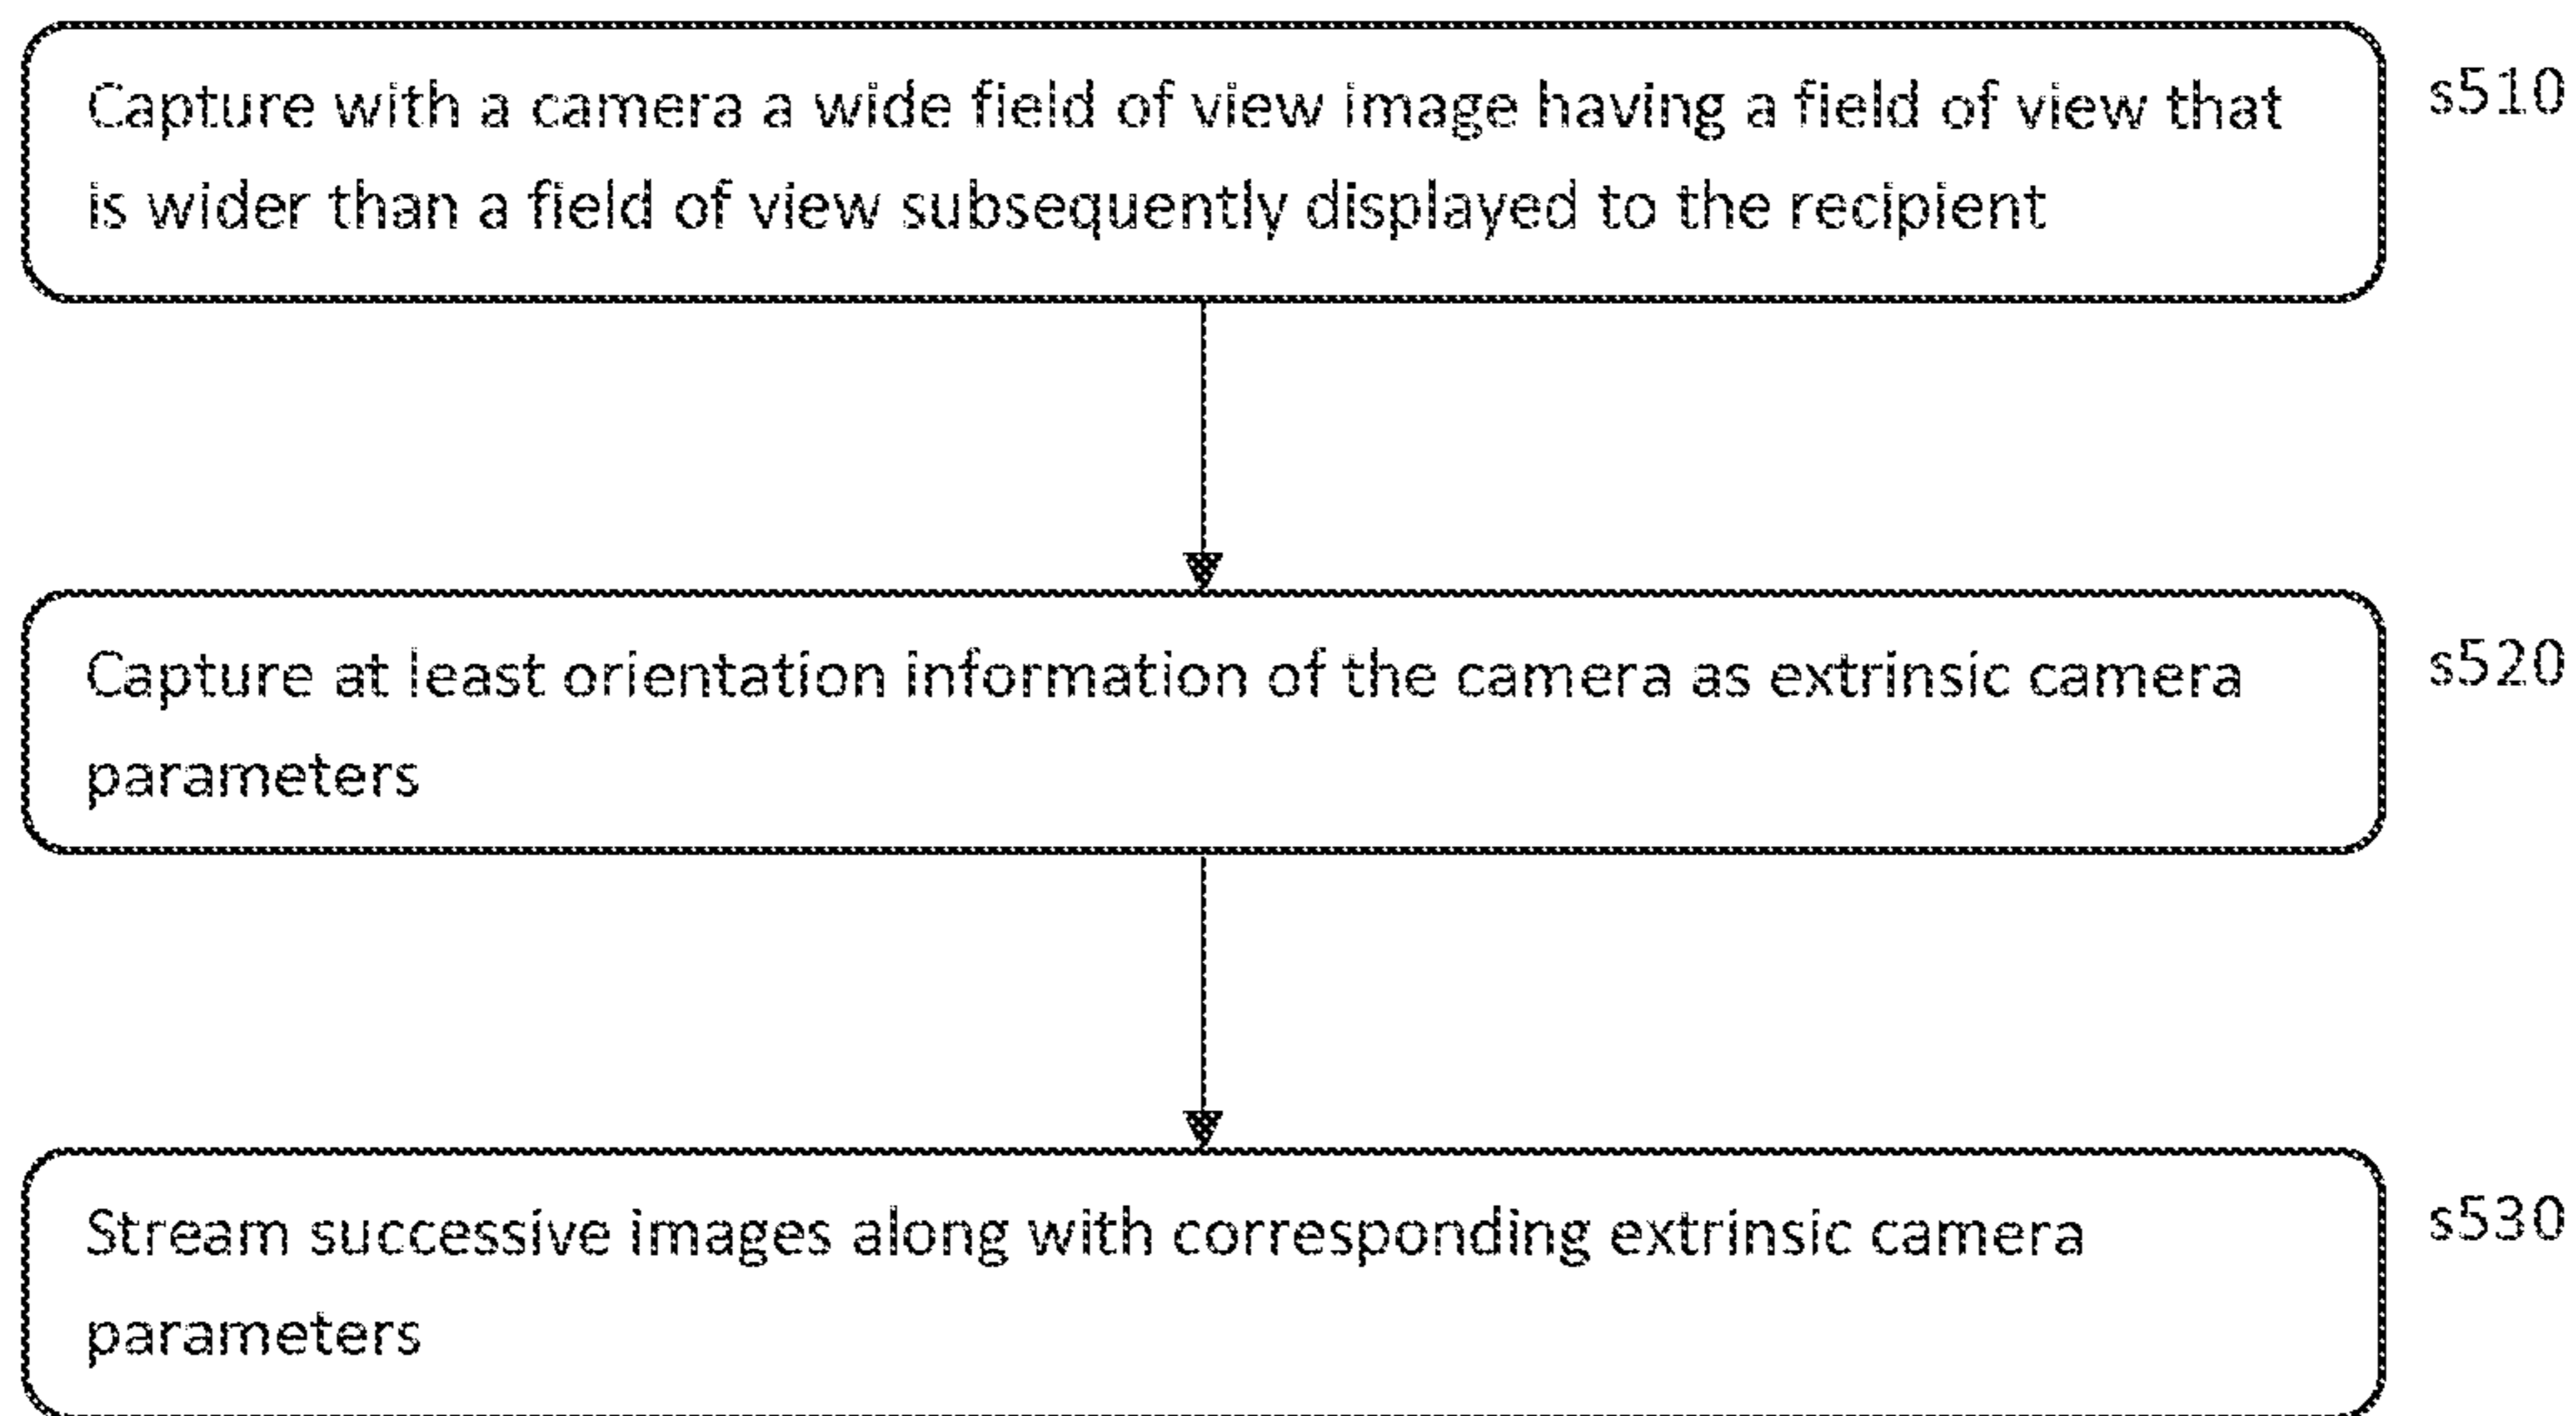 Capture with a camera a wide field of view image having a field of view that
is wider than a field of view subsequently displayed to the recipient
s510
Capture at least orientation information of the camera as extrinsic camera
parameters
s520
Stream successive images along with corresponding extrinsic camera
parameters
s530